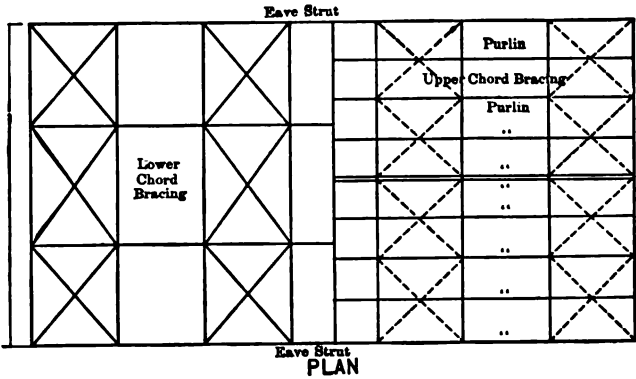 Eave Strut
Purlin
Upper Chord Bracing
Purlin
"
"
"
"
"
"
"
Lower
Chord
Bracing
Eave Strut
PLAN